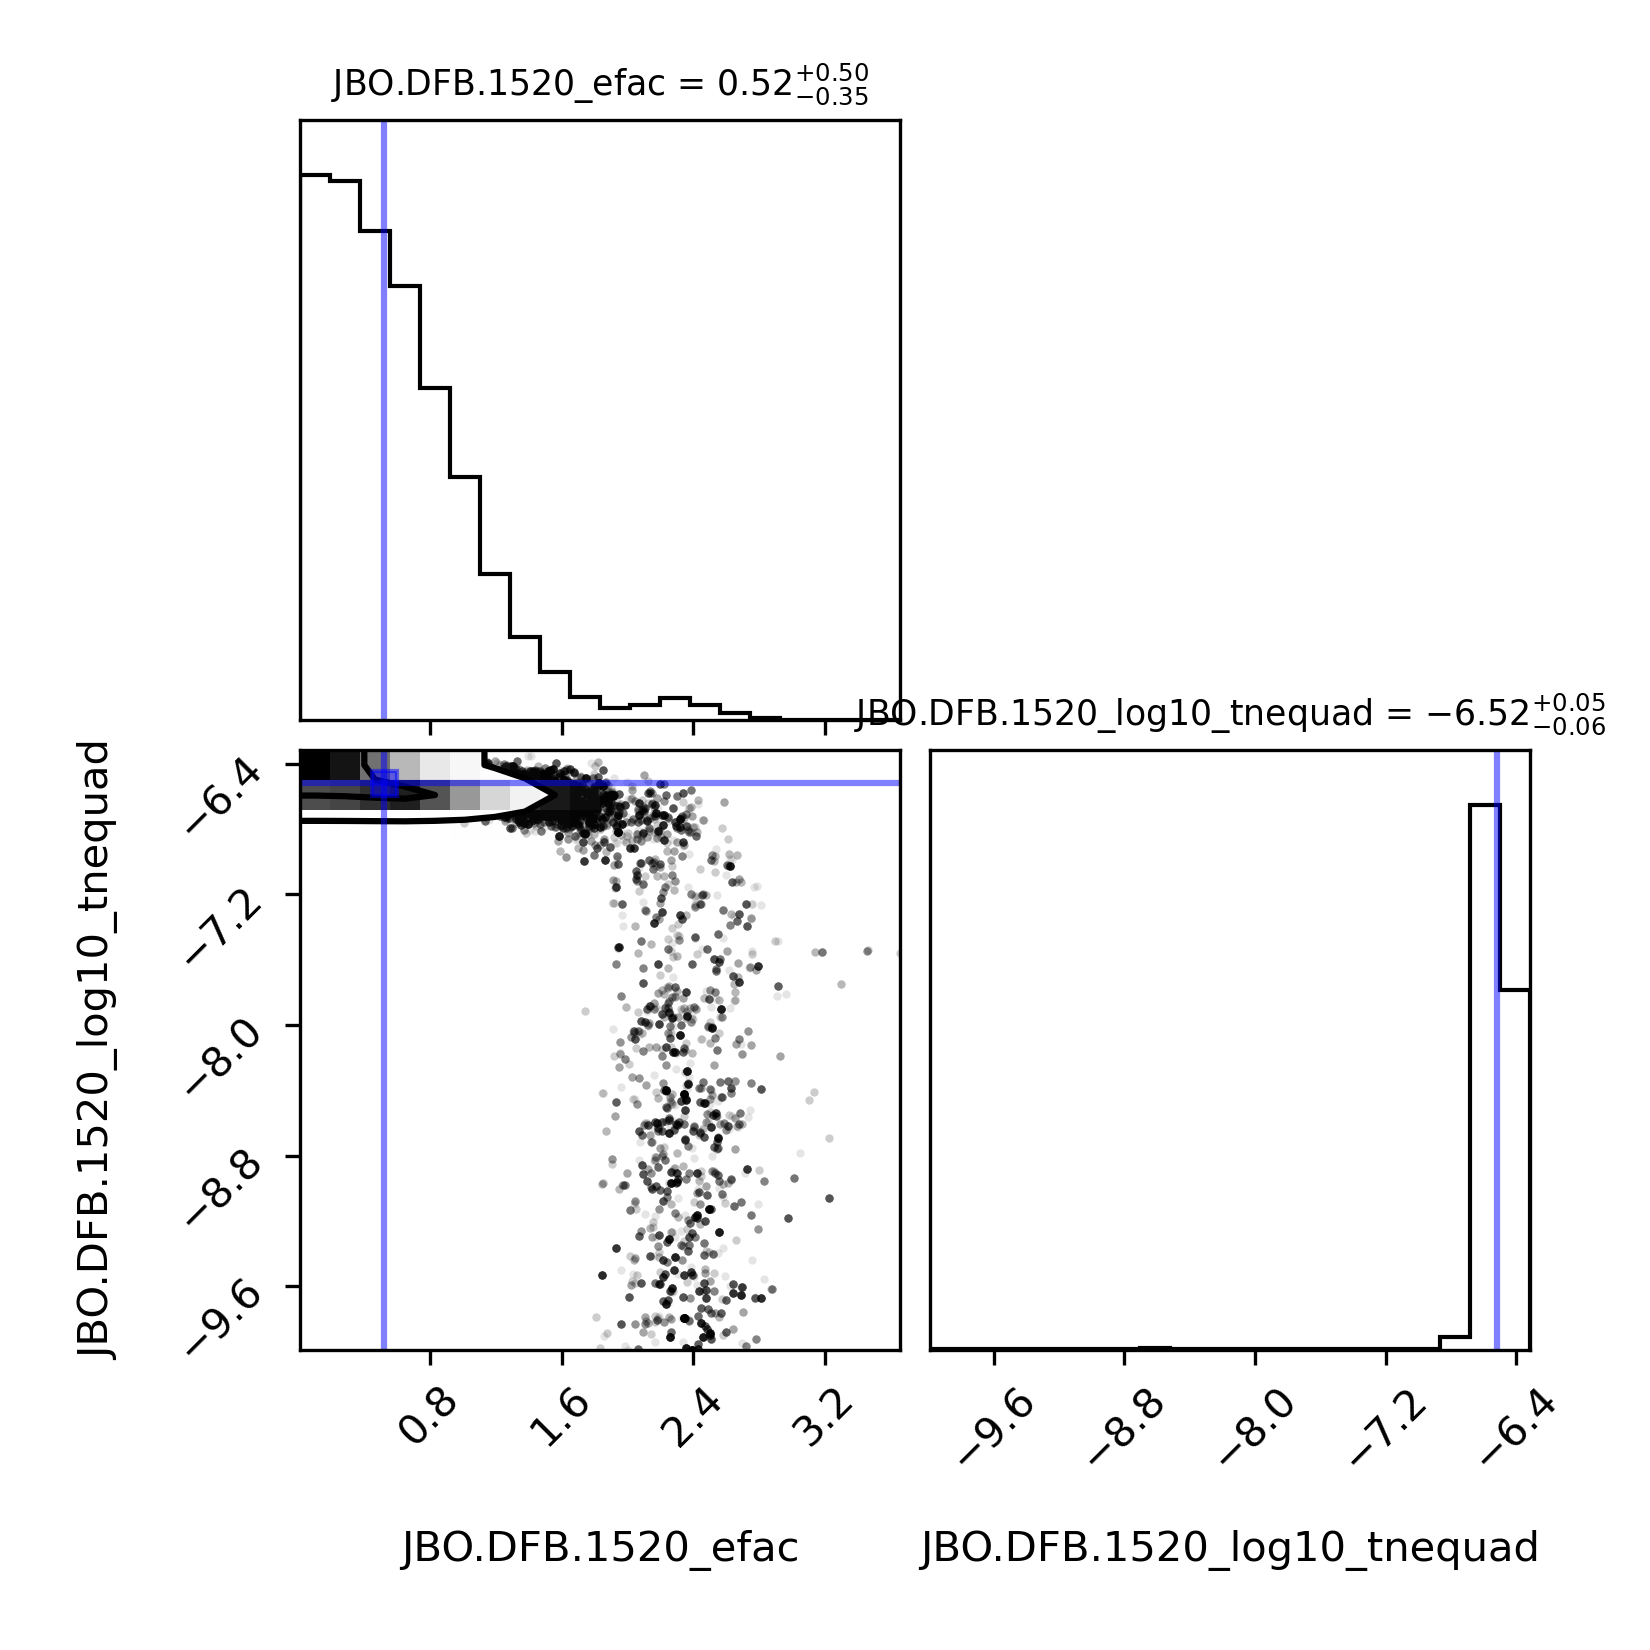 JBO.DFB.1520_efac = 0.52+0.50−0.35
JBO.DFB.1520_log10_tnequad = −6.52+0.05−0.06
JBO.DFB.1520_log10_tnequad
−6.4
−7.2
−8.0
−8.8
−9.6
0.8 1.6 2.4 3.2
−9.6 −8.8 −8.0 −7.2 −6.4
JBO.DFB.1520_efac
JBO.DFB.1520_log10_tnequad